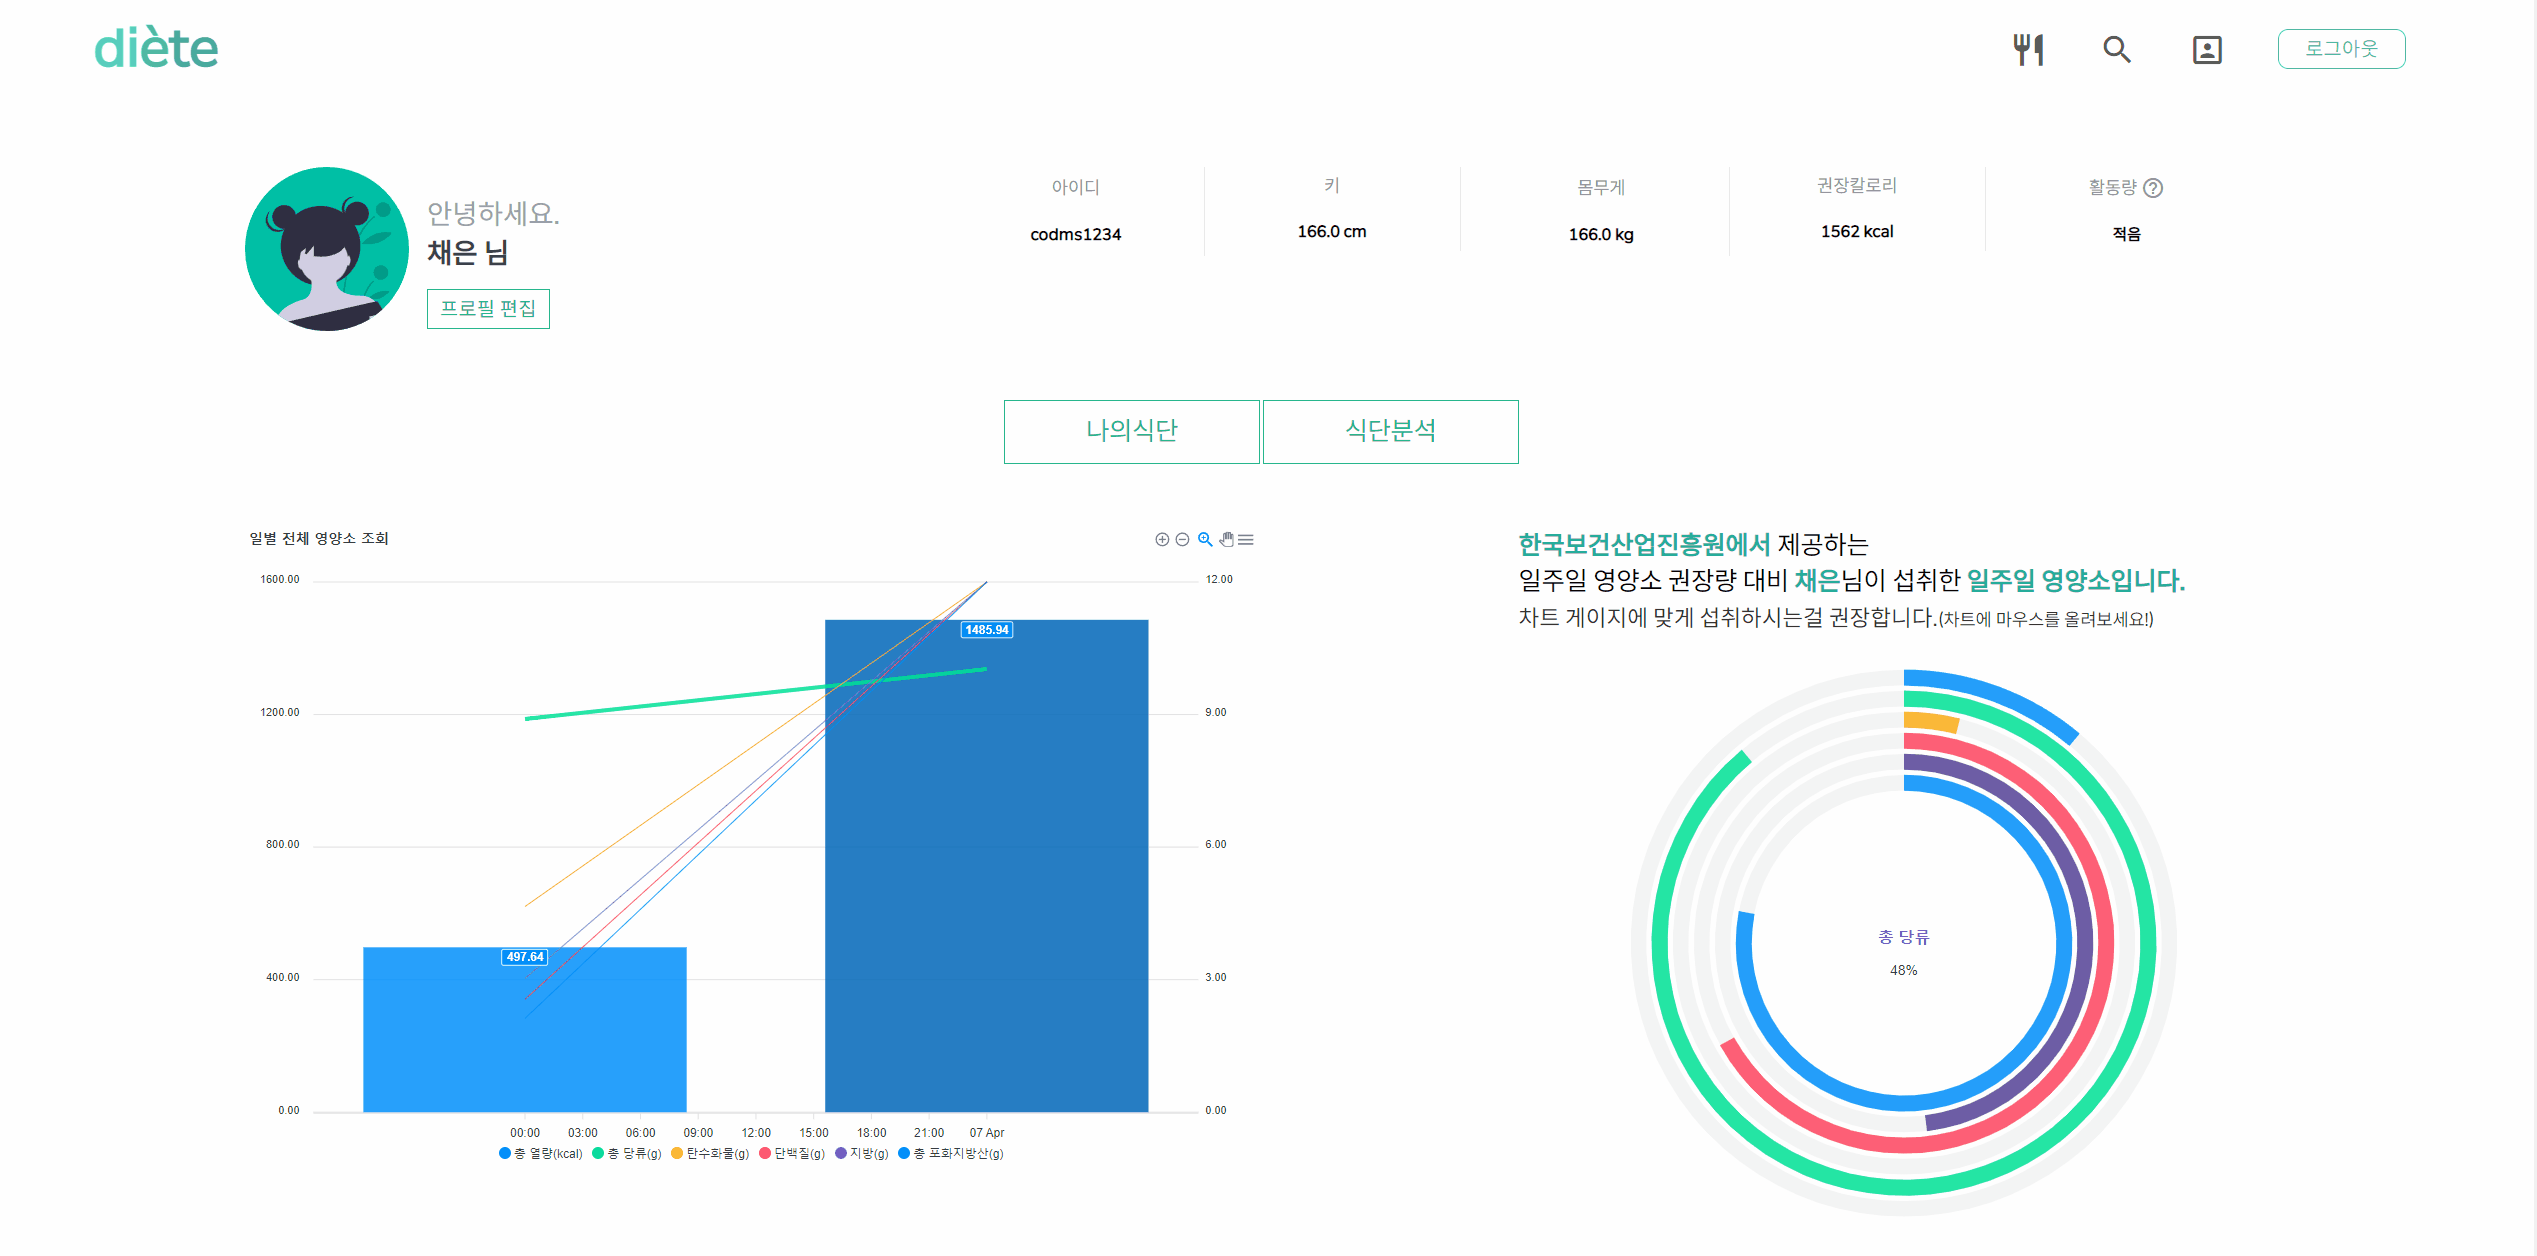 diète
로그아웃
안녕하세요.
채은 님
프로필 편집
아이디
codms1234
키
166.0 cm
몸무게
166.0 kg
권장칼로리
1562 kcal
활동량
적음
나의식단
식단분석
일별 전체 영양소 조회
1600.00
1200.00
800.00
400.00
0.00
12.00
9.00
6.00
3.00
0.00
1485.94
497.64
00:00 03:00 06:00 09:00 12:00 15:00 18:00 21:00 07 Apr
총 열량(kcal) 총 당류(g) 탄수화물(g) 단백질(g) 지방(g) 총 포화지방산(g)
한국보건산업진흥원에서 제공하는
일주일 영양소 권장량 대비 채은님이 섭취한 일주일 영양소입니다.
차트 게이지에 맞게 섭취하시는걸 권장합니다.(차트에 마우스를 올려보세요!)
총 당류
48%